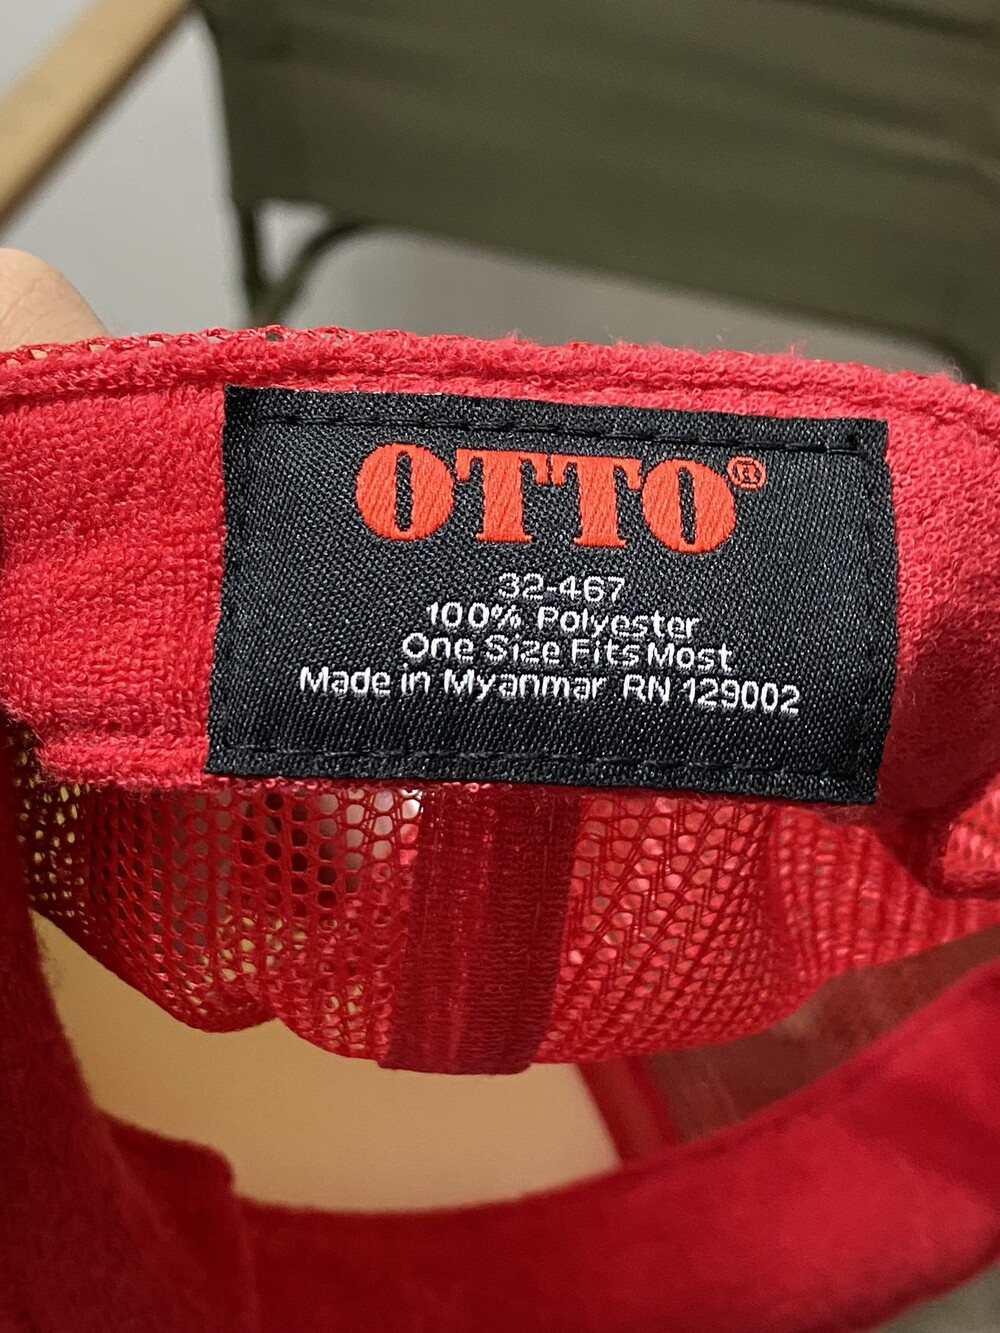 OTTO®
32-467
100% Polyester
One Size Fits Most
Made in Myanmar RN 129002